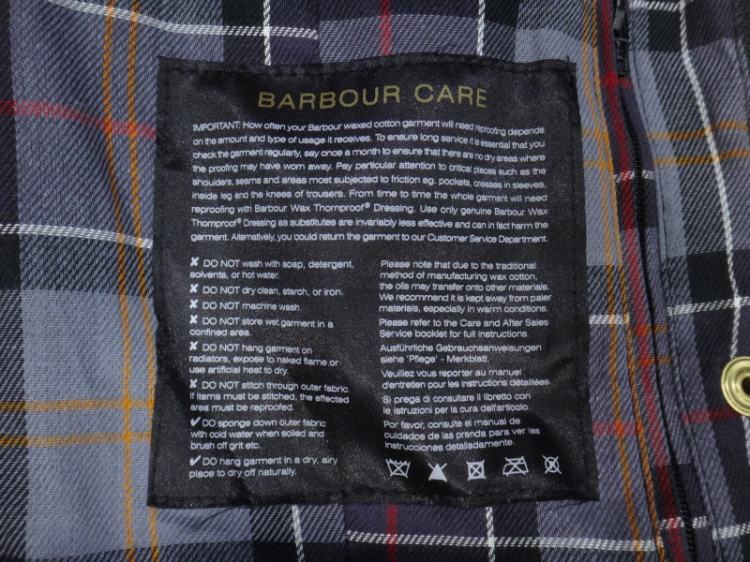 BARBOUR CARE
IMPORTANT: How often your Barbour waxed cotton garment will need reproofing depends
on the amount and type of usage it receives. To ensure long service it is essential that you
check the garment regularly, say once a month to ensure that there are no dry areas where
the proofing may have worn away. Pay particular attention to critical places such as the
shoulders, seams and areas most subjected to friction eg. pockets, creases in sleeves,
inside leg and the knees of trousers. From time to time the whole garment will need
reproofing with Barbour Wax Thornproof® Dressing. Use only genuine Barbour Wax
Thornproof® Dressing as substitutes are invariably less effective and can in fact harm the
garment. Alternatively, you could return the garment to our Customer Service Department.
✘ DO NOT wash with soap, detergent,
solvents, or hot water.
✘ DO NOT dry clean, starch, or iron.
✘ DO NOT machine wash.
✘ DO NOT store wet garment in a
confined area.
✘ DO NOT hang garment on
radiators, expose to naked flame or
use artificial heat to dry.
✘ DO NOT stitch through outer fabric.
If items must be stitched, the affected
area must be reproofed.
✔ DO sponge down outer fabric
with cold water when soiled and
brush off grit etc.
✔ DO hang garment in a dry, airy
place to dry off naturally.
Please note that due to the traditional
method of manufacturing wax cotton,
the oils may transfer onto other materials.
We recommend it is kept away from paler
materials, especially in warm conditions.
Please refer to the Care and After Sales
Service booklet for full instructions.
Ausführliche Gebrauchsanweisungen
siehe 'Pflege' - Merkblatt.
Veuillez vous reporter au manuel
d'entretien pour les instructions détaillées.
Si prega di consultare il libretto con
le istruzioni per la cura dell'articolo.
Por favor, consulte el manual de
cuidados de las prenda para ver las
instrucciones detalladamente.